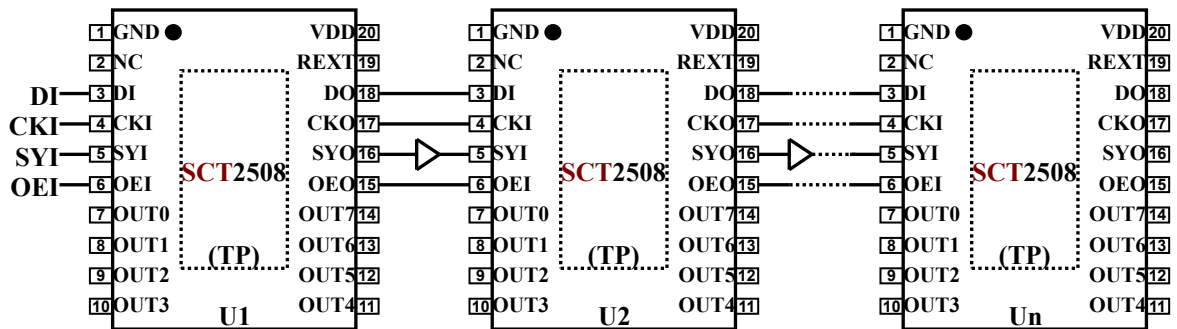 1 GND VDD 20 1 GND VDD 20 1 GND VDD 20
2 NC REXT 19 2 NC REXT 19 2 NC REXT 19
DI 3 DI DO 18 3 DI DO 18 3 DI DO 18
CKI 4 CKI CKO 17 4 CKI CKO 17 4 CKI CKO 17
SYI 5 SYI SYO 16 5 SYI SYO 16 5 SYI SYO 16
SCT2508 SCT2508 SCT2508
OEI 6 OEI OEO 15 6 OEI OEO 15 6 OEI OEO 15
7 OUT0 OUT7 14 7 OUT0 OUT7 14 7 OUT0 OUT7 14
8 OUT1 OUT6 13 8 OUT1 OUT6 13 8 OUT1 OUT6 13
(TP) (TP) (TP)
9 OUT2 OUT5 12 9 OUT2 OUT5 12 9 OUT2 OUT5 12
10 OUT3 OUT4 11 10 OUT3 OUT4 11 10 OUT3 OUT4 11
U1 U2 Un